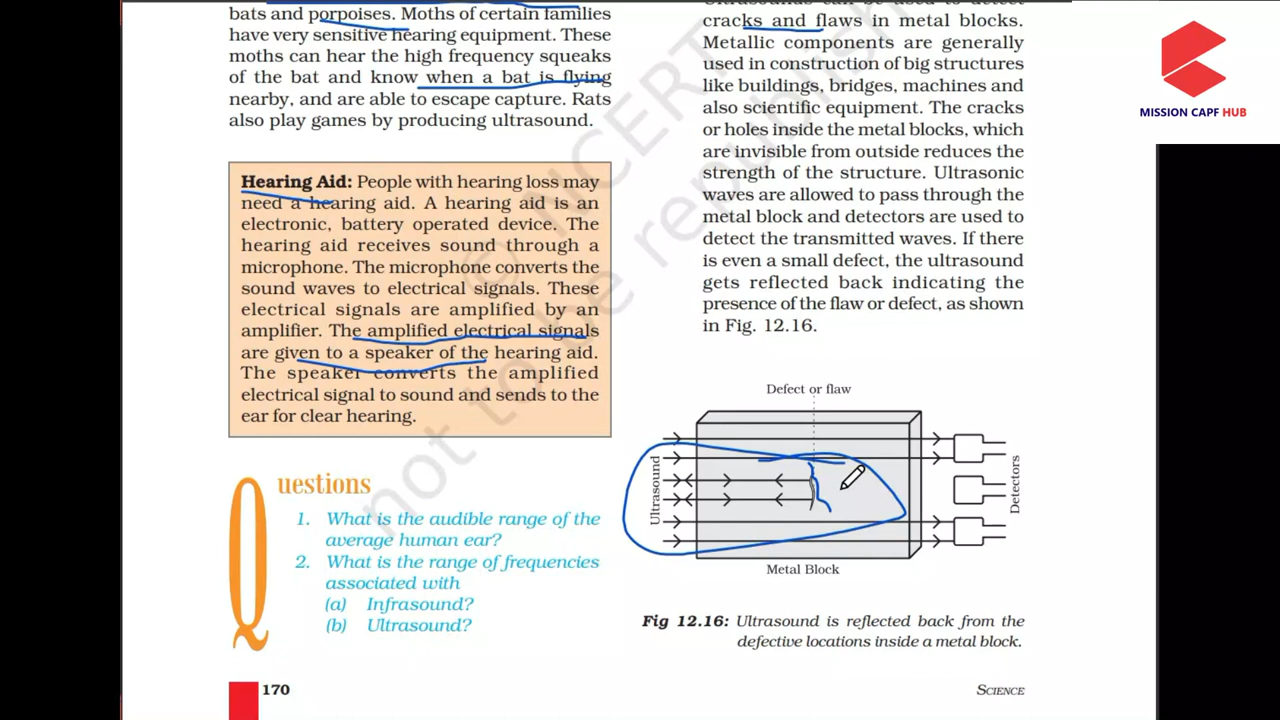 bats and porpoises. Moths of certain families
have very sensitive hearing equipment. These
moths can hear the high frequency squeaks
of the bat and know when a bat is flying
nearby, and are able to escape capture. Rats
also play games by producing ultrasound.
Hearing Aid: People with hearing loss may
need a hearing aid. A hearing aid is an
electronic, battery operated device. The
hearing aid receives sound through a
microphone. The microphone converts the
sound waves to electrical signals. These
electrical signals are amplified by an
amplifier. The amplified electrical signals
are given to a speaker of the hearing aid.
The speaker converts the amplified
electrical signal to sound and sends to the
ear for clear hearing.
Questions
1. What is the audible range of the
average human ear?
2. What is the range of frequencies
associated with
(a) Infrasound?
(b) Ultrasound?
170
Ultrasounds can be used to detect
cracks and flaws in metal blocks.
Metallic components are generally
used in construction of big structures
like buildings, bridges, machines and
also scientific equipment. The cracks
or holes inside the metal blocks, which
are invisible from outside reduces the
strength of the structure. Ultrasonic
waves are allowed to pass through the
metal block and detectors are used to
detect the transmitted waves. If there
is even a small defect, the ultrasound
gets reflected back indicating the
presence of the flaw or defect, as shown
in Fig. 12.16.
Defect or flaw
Ultrasound
Detectors
Metal Block
Fig 12.16: Ultrasound is reflected back from the
defective locations inside a metal block.
SCIENCE
MISSION CAPF HUB
© NCERT
not to be republish